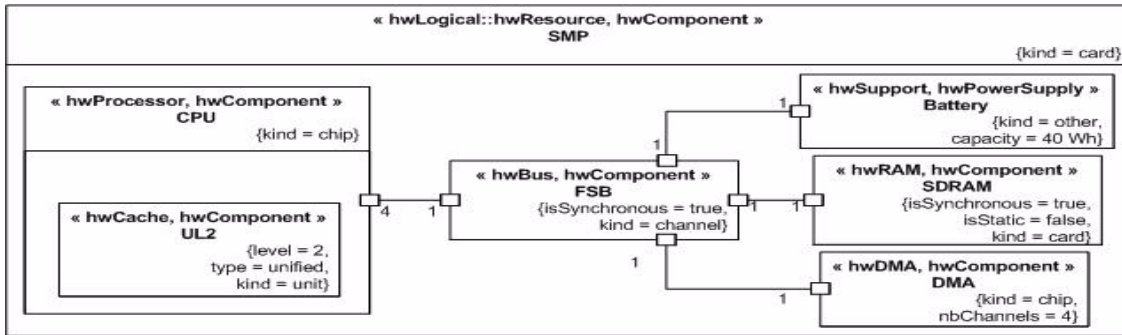 « hwLogical::hwResource, hwComponent »
SMP
{kind = card}
« hwProcessor, hwComponent »
CPU
{kind = chip}
« hwCache, hwComponent »
UL2
{level = 2,
type = unified,
kind = unit}
4
1
« hwBus, hwComponent »
FSB
{isSynchronous = true,
kind = channel}
1
1
« hwSupport, hwPowerSupply »
Battery
{kind = other,
capacity = 40 Wh}
1
1
« hwRAM, hwComponent »
SDRAM
{isSynchronous = true,
isStatic = false,
kind = card}
1
1
« hwDMA, hwComponent »
DMA
{kind = chip,
nbChannels = 4}